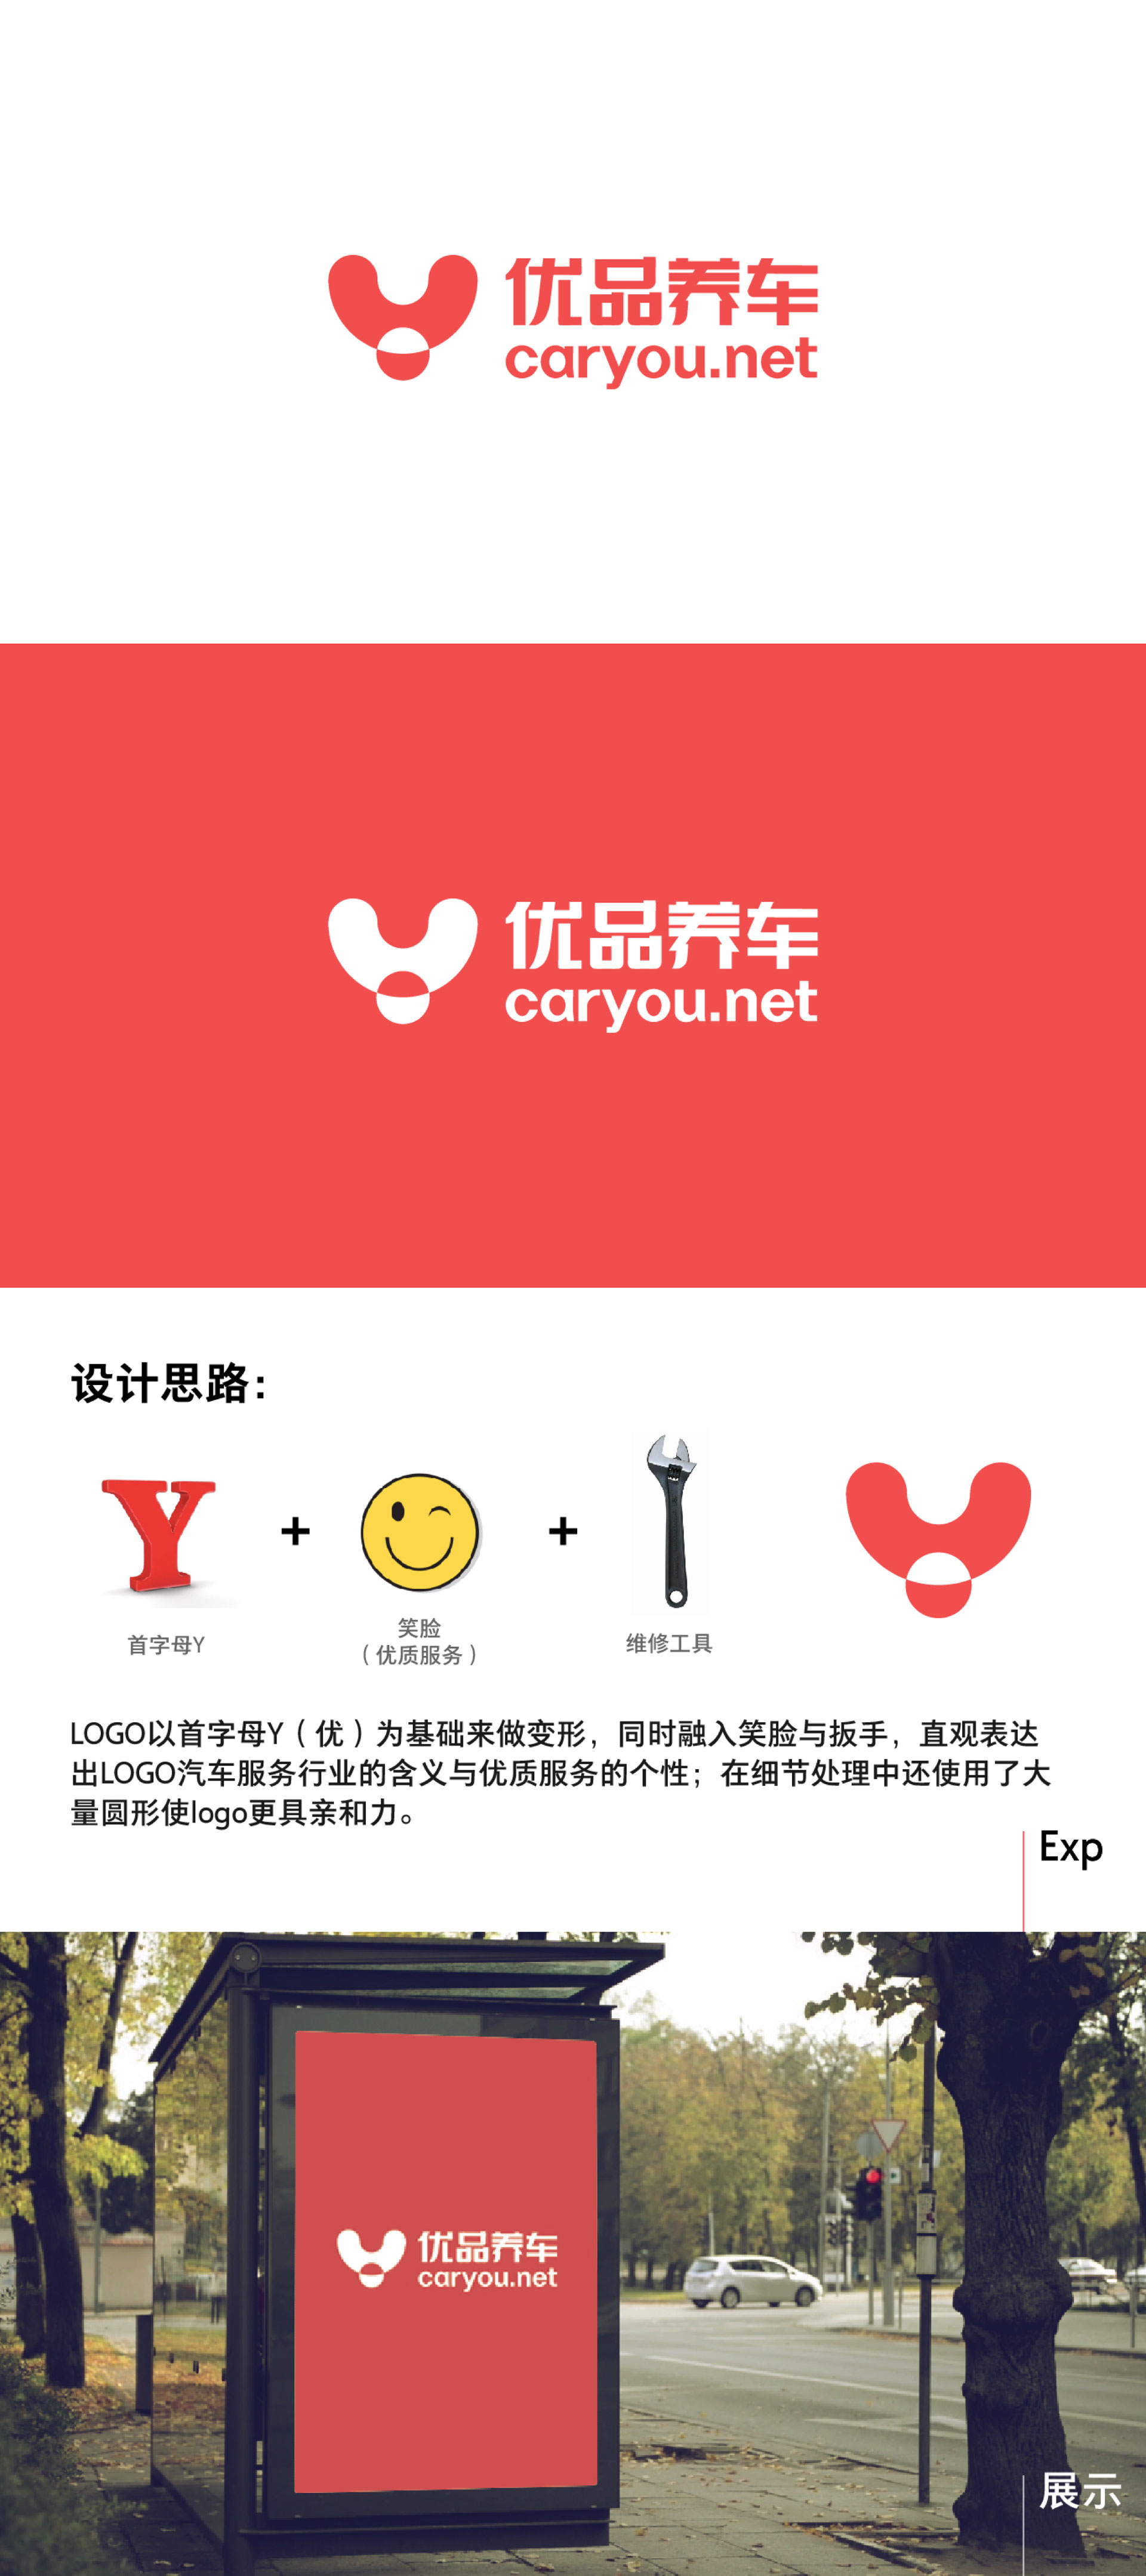 优品养车
caryou.net
优品养车
caryou.net
设计思路：
Y
+
+
首字母Y
笑脸
（优质服务）
维修工具
LOGO以首字母Y（优）为基础来做变形，同时融入笑脸与扳手，直观表达
出LOGO汽车服务行业的含义与优质服务的个性；在细节处理中还使用了大
量圆形使logo更具亲和力。
Exp
优品养车
caryou.net
展示